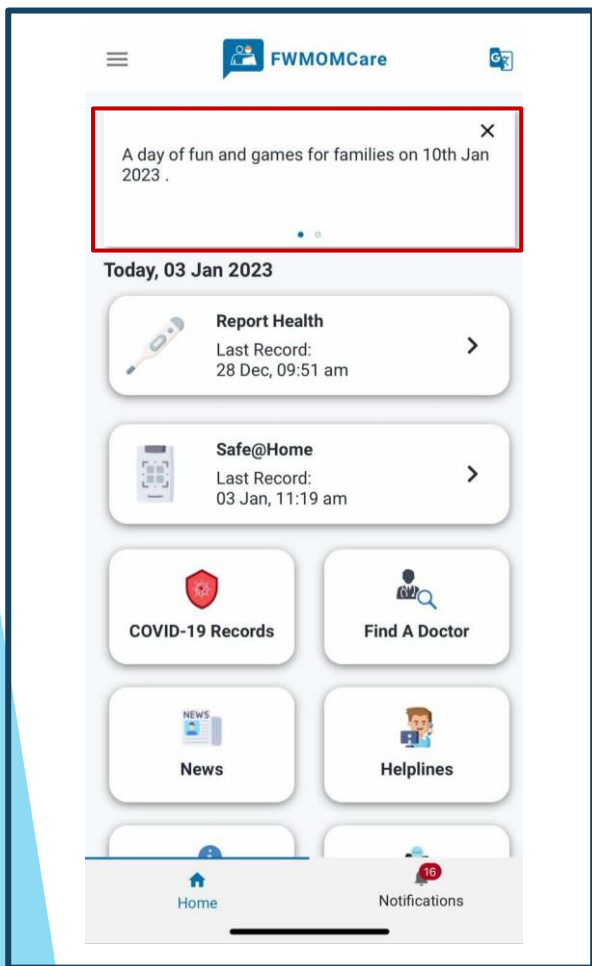 FWMOMCare
A day of fun and games for families on 10th Jan
2023 .
Today, 03 Jan 2023
Report Health
Last Record:
28 Dec, 09:51 am
Safe@Home
Last Record:
03 Jan, 11:19 am
COVID-19 Records
Find A Doctor
NEWS
News
Helplines
16
Home
Notifications